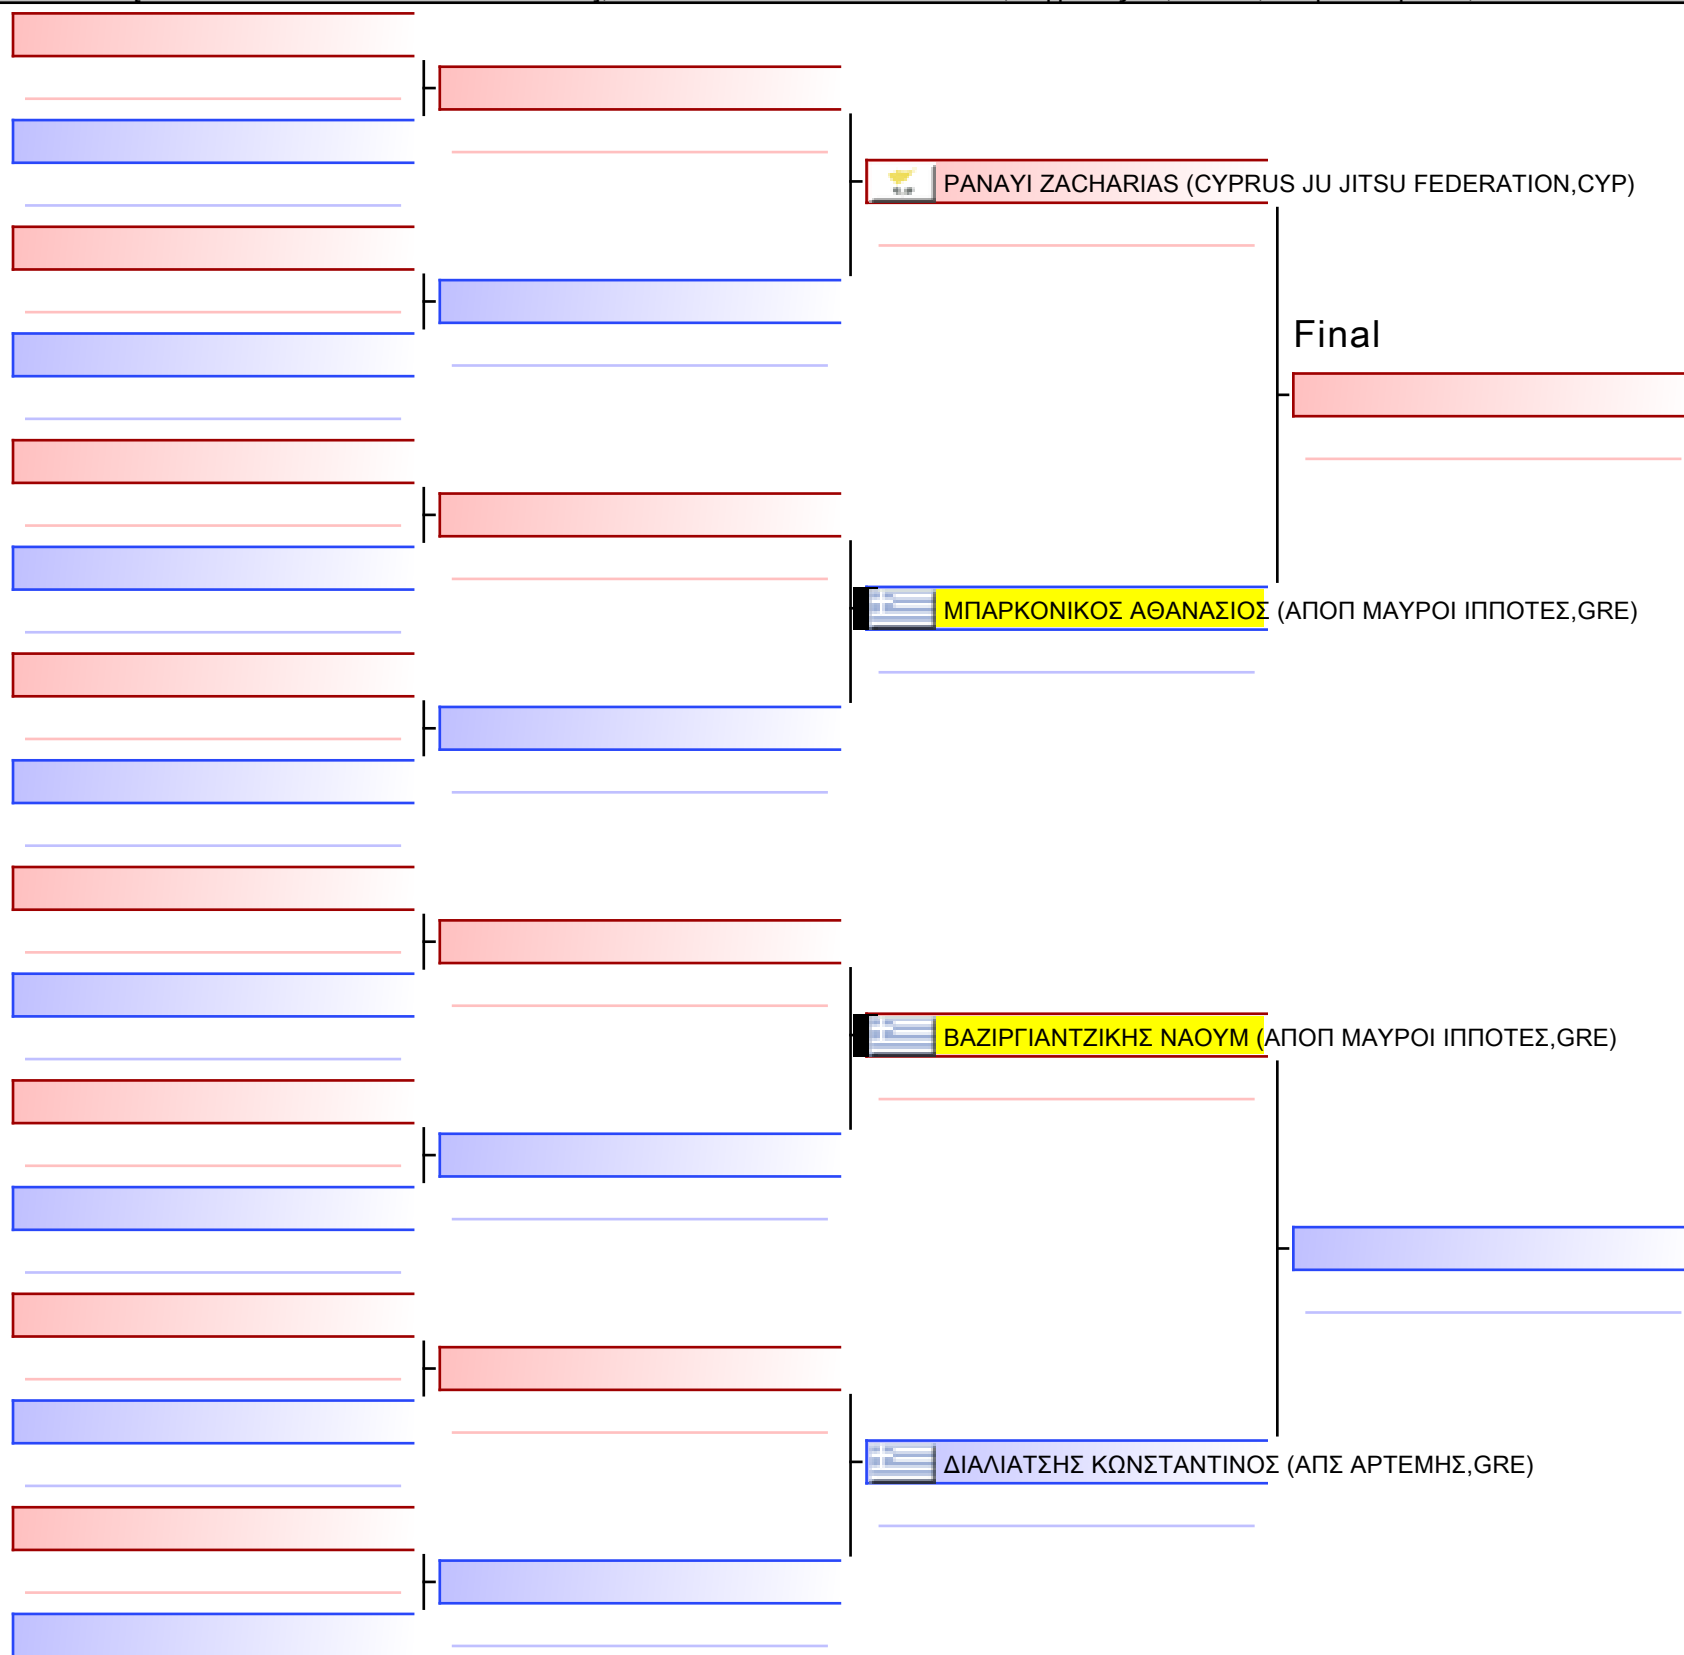 PANAYI ZACHARIAS (CYPRUS JU JITSU FEDERATION,CYP)
Final
ΜΠΑΡΚΟΝΙΚΟΣ ΑΘΑΝΑΣΙΟΣ (ΑΠΟΠ ΜΑΥΡΟΙ ΙΠΠΟΤΕΣ,GRE)
ΒΑΖΙΡΓΙΑΝΤΖΙΚΗΣ ΝΑΟΥΜ (ΑΠΟΠ ΜΑΥΡΟΙ ΙΠΠΟΤΕΣ,GRE)
ΔΙΑΛΙΑΤΣΗΣ ΚΩΝΣΤΑΝΤΙΝΟΣ (ΑΠΣ ΑΡΤΕΜΗΣ,GRE)